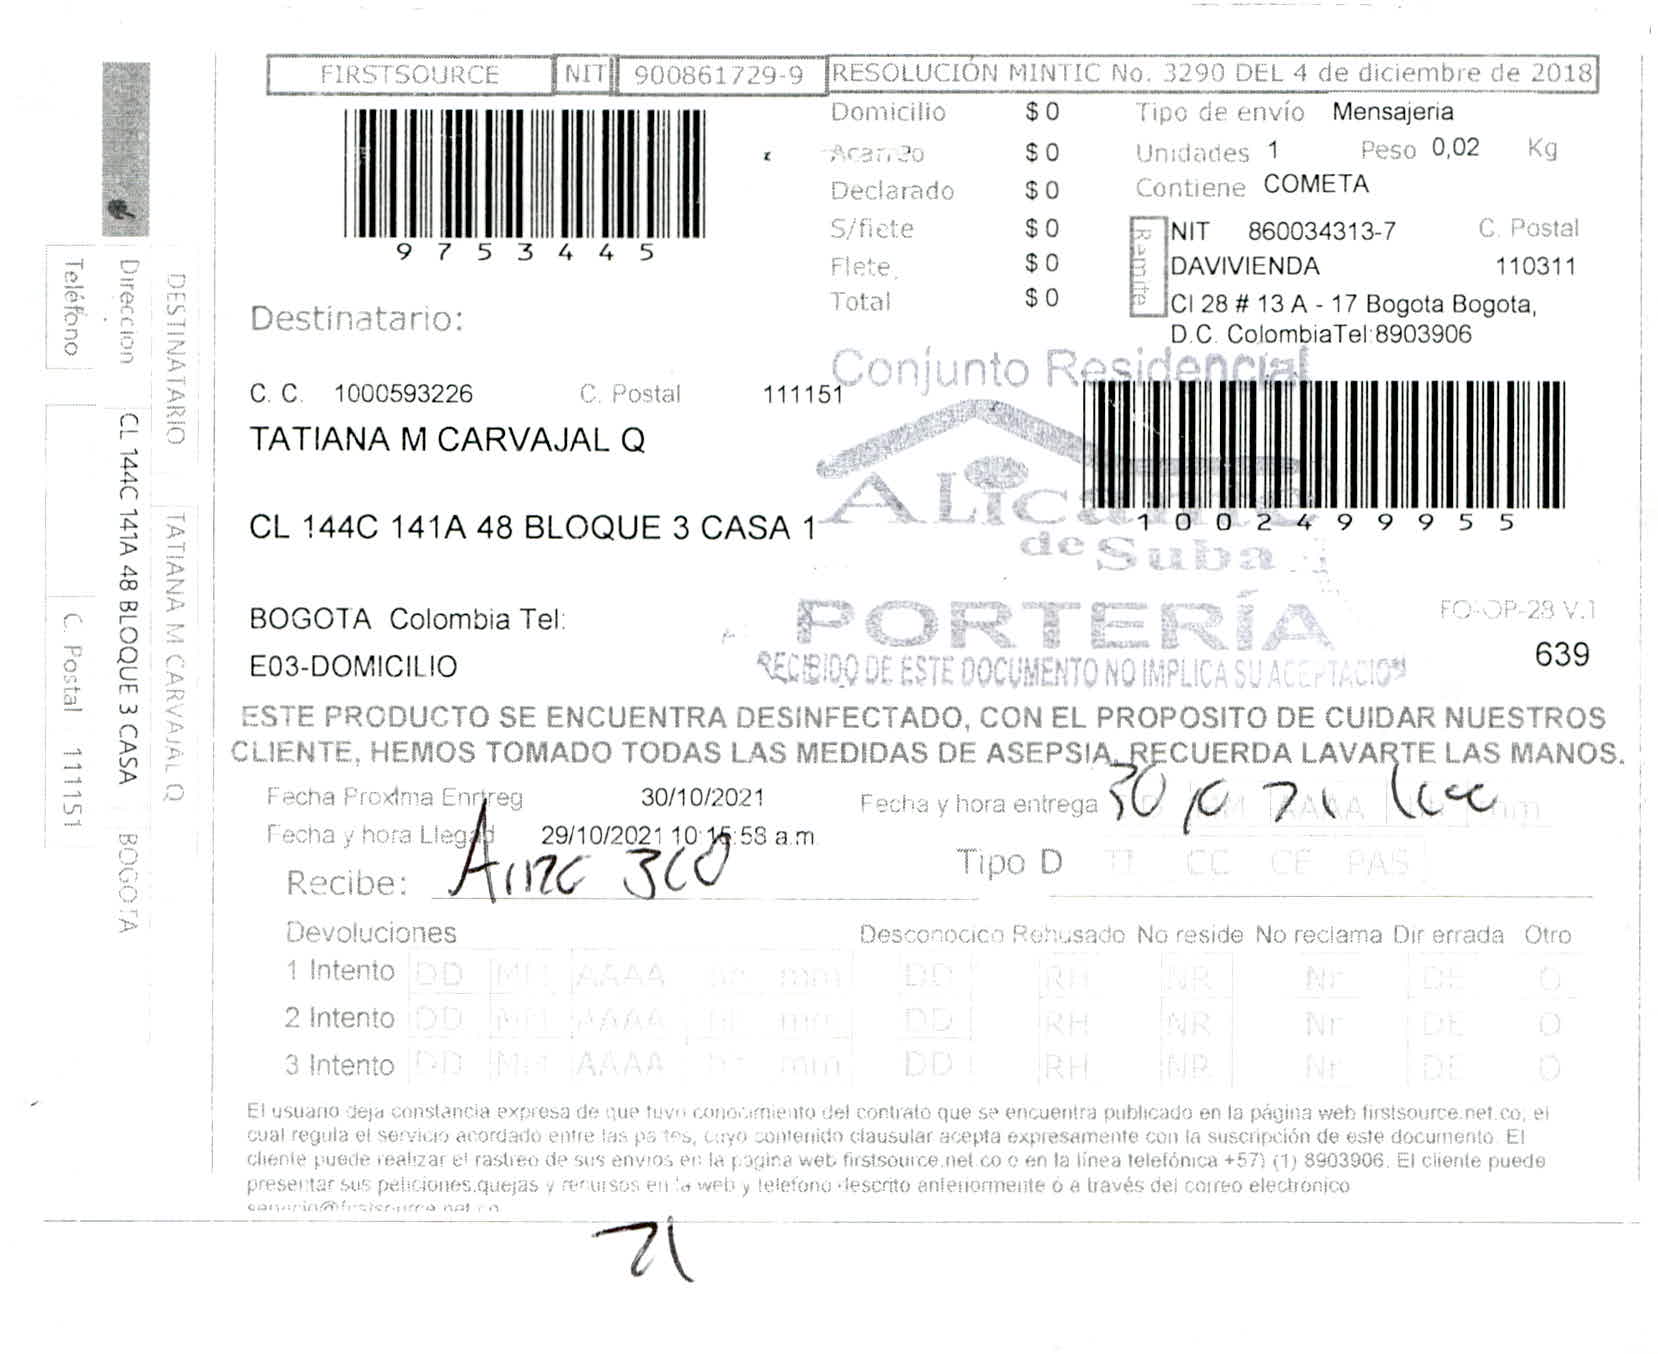 FIRSTSOURCE NIT 900861729-9 RESOLUCIÓN MINTIC No. 3290 DEL 4 de diciembre de 2018
9753445
Domicilio $ 0
Acarreo $ 0
Declarado $ 0
S/flete $ 0
Flete. $ 0
Total $ 0
Tipo de envío Mensajeria
Unidades 1 Peso 0,02 Kg
Contiene COMETA
Remite
NIT 860034313-7 C. Postal
DAVIVIENDA 110311
Cl 28 # 13 A - 17 Bogota Bogota,
D.C. ColombiaTel:8903906
10024999955
Destinatario:
C. C. 1000593226 C. Postal 111151
TATIANA M CARVAJAL Q
CL 144C 141A 48 BLOQUE 3 CASA 1
BOGOTA Colombia Tel:
E03-DOMICILIO
Conjunto Residencial
ALicante
de Suba
PORTERÍA
RECIBIDO DE ESTE DOCUMENTO NO IMPLICA SU ACEPTACION
FO-OP-28 V.1
639
ESTE PRODUCTO SE ENCUENTRA DESINFECTADO, CON EL PROPOSITO DE CUIDAR NUESTROS
CLIENTE, HEMOS TOMADO TODAS LAS MEDIDAS DE ASEPSIA, RECUERDA LAVARTE LAS MANOS.
Fecha Proxima Entreg 30/10/2021
Fecha y hora entrega 30 10 21
Fecha y hora Llegad 29/10/2021 10:15:58 a.m.
Tipo D TI CC CE PAS
Recibe:
Devoluciones Desconocico Rehusado No reside No reclama Dir errada Otro
1 Intento DD MM AAAA hh mm DD RH NR Nr DE O
2 Intento DD MM AAAA hh mm DD RH NR Nr DE O
3 Intento DD MM AAAA hh mm DD RH NR Nr DE O
El usuario deja constancia expresa de que tuvo conocimiento del contrato que se encuentra publicado en la página web firstsource.net.co, el
cual regula el servicio acordado entre las partes, cuyo contenido clausular acepta expresamente con la suscripción de este documento. El
cliente puede realizar el rastreo de sus envios en la pagina web firstsource.net.co o en la línea telefónica +57) (1) 8903906. El cliente puede
presentar sus peticiones,quejas y recursos en la web y telefono descrito anteriormente o a través del correo electronico
servicio@firstsource.net.co
21
DESTINATARIO TATIANA M CARVAJAL Q
Direccion CL 144C 141A 48 BLOQUE 3 CASA BOGOTA
Teléfono C. Postal 111151